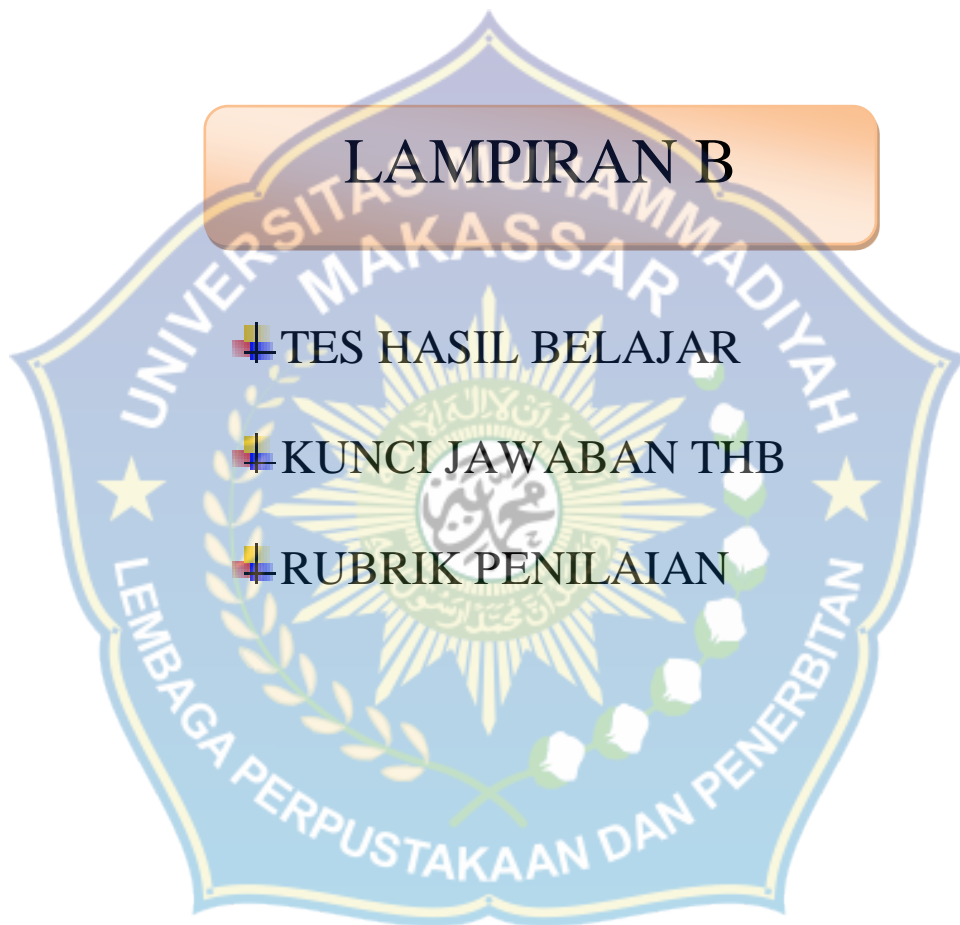 LAMPIRAN B
UNIVERSITAS MUHAMMADIYAH
MAKASSAR
TES HASIL BELAJAR
KUNCI JAWABAN THB
RUBRIK PENILAIAN
LEMBAGA PERPUSTAKAAN DAN PENERBITAN